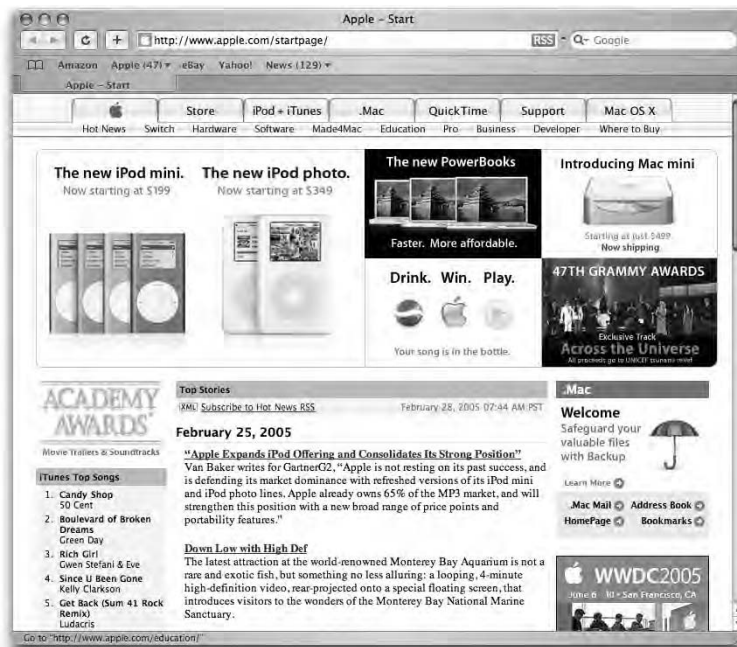 Apple – Start
http://www.apple.com/startpage/
RSS
Google
Amazon Apple (47) eBay Yahoo! News (129)
Apple – Start
Store iPod + iTunes .Mac QuickTime Support Mac OS X
Hot News Switch Hardware Software Made4Mac Education Pro Business Developer Where to Buy
The new iPod mini.
Now starting at $199
The new iPod photo.
Now starting at $349
The new PowerBooks
Faster. More affordable.
Introducing Mac mini
Starting at just $499
Now shipping
Drink. Win. Play.
Your song is in the bottle.
47TH GRAMMY AWARDS
Exclusive Track
Across the Universe
All proceeds go to UNICEF tsunami relief
ACADEMY
AWARDS
Movie Trailers & Soundtracks
iTunes Top Songs
1. Candy Shop
50 Cent
2. Boulevard of Broken
Dreams
Green Day
3. Rich Girl
Gwen Stefani & Eve
4. Since U Been Gone
Kelly Clarkson
5. Get Back (Sum 41 Rock
Remix)
Ludacris
Top Stories
XML Subscribe to Hot News RSS February 28, 2005 07:44 AM PST
February 25, 2005
“Apple Expands iPod Offering and Consolidates Its Strong Position”
Van Baker writes for GartnerG2, “Apple is not resting on its past success, and
is defending its market dominance with refreshed versions of its iPod mini
and iPod photo lines. Apple already owns 65% of the MP3 market, and will
strengthen this position with a new broad range of price points and
portability features.”
Down Low with High Def
The latest attraction at the world-renowned Monterey Bay Aquarium is not a
rare and exotic fish, but something no less alluring: a looping, 4-minute
high-definition video, rear-projected onto a special floating screen, that
introduces visitors to the wonders of the Monterey Bay National Marine
Sanctuary.
.Mac
Welcome
Safeguard your
valuable files
with Backup
Learn More
.Mac Mail Address Book
HomePage Bookmarks
WWDC2005
June 6 – 10 • San Francisco, CA
Go to "http://www.apple.com/education/"